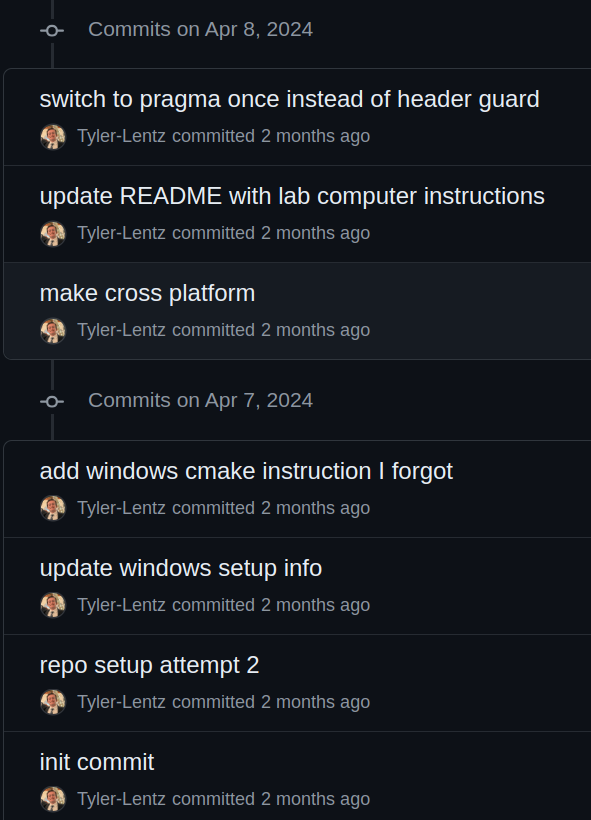 Commits on Apr 8, 2024
switch to pragma once instead of header guard
Tyler-Lentz committed 2 months ago
update README with lab computer instructions
Tyler-Lentz committed 2 months ago
make cross platform
Tyler-Lentz committed 2 months ago
Commits on Apr 7, 2024
add windows cmake instruction I forgot
Tyler-Lentz committed 2 months ago
update windows setup info
Tyler-Lentz committed 2 months ago
repo setup attempt 2
Tyler-Lentz committed 2 months ago
init commit
Tyler-Lentz committed 2 months ago